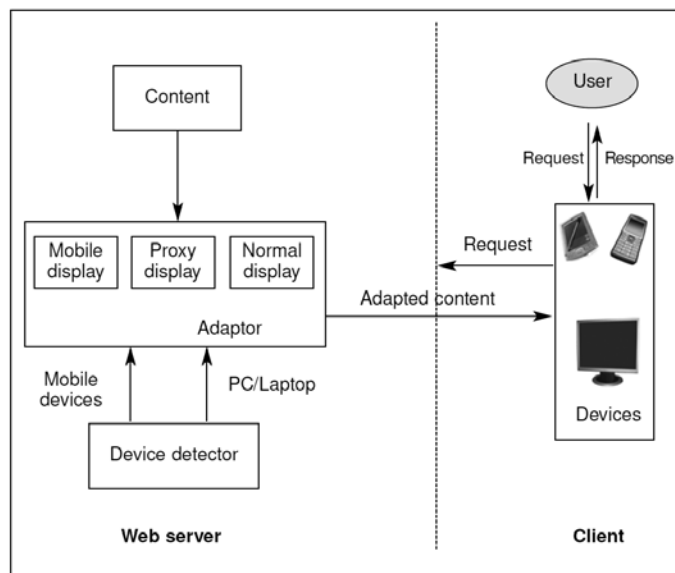 Content
User
Request
Response
Mobile
display
Proxy
display
Normal
display
Adaptor
Request
Adapted content
Mobile
devices
PC/Laptop
Devices
Device detector
Web server
Client